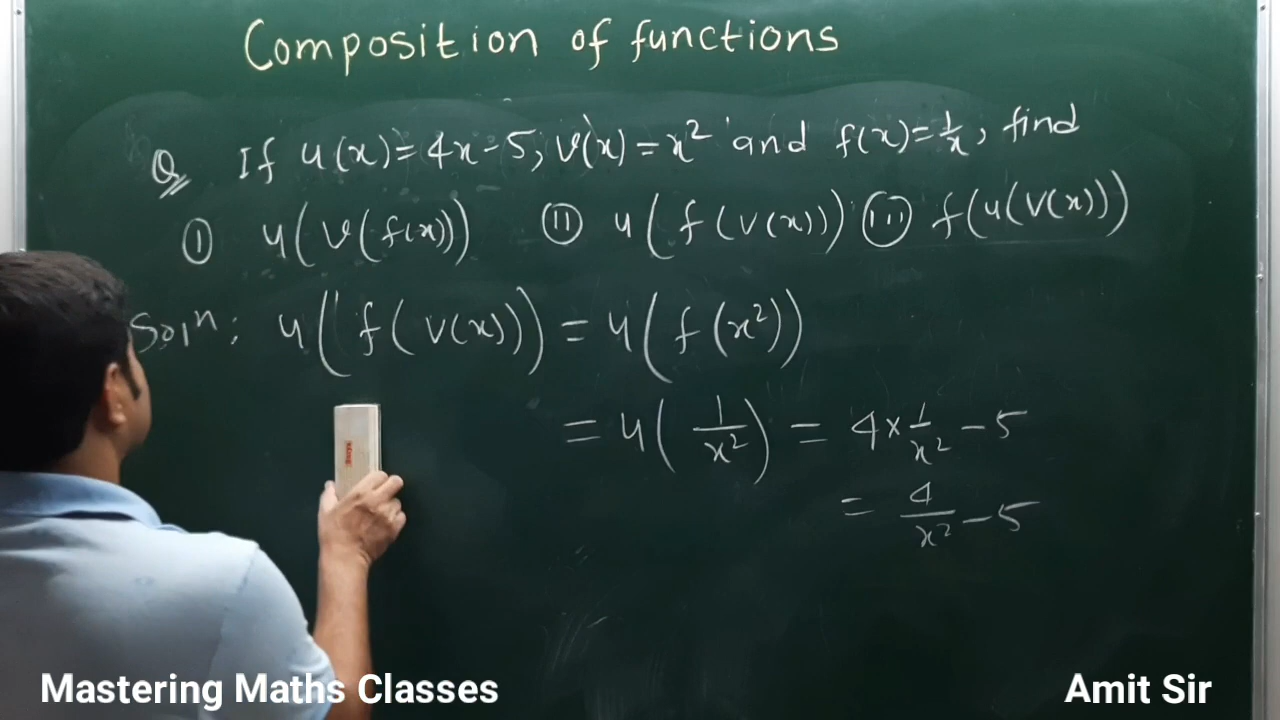 Composition of functions
Q If u(x)=4x-5, v(x)=x² and f(x)=1/x, find
(I) u(v(f(x)) (II) u(f(v(x)) (III) f(u(v(x)))
Solⁿ: u(f(v(x))) = u(f(x²))
= u(1/x²) = 4×1/x² -5
= 4/x² -5
Mastering Maths Classes
Amit Sir